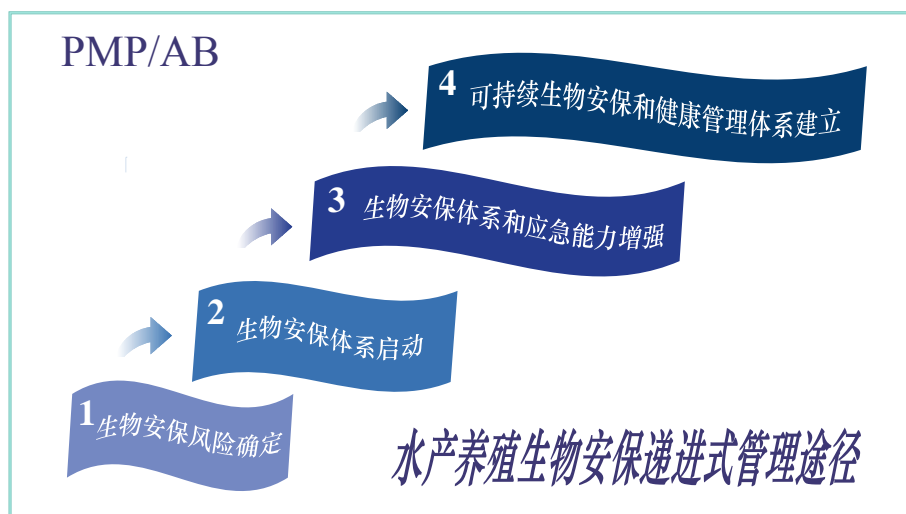 PMP/AB
4 可持续生物安保和健康管理体系建立
3 生物安保体系和应急能力增强
2 生物安保体系启动
1 生物安保风险确定
水产养殖生物安保递进式管理途径